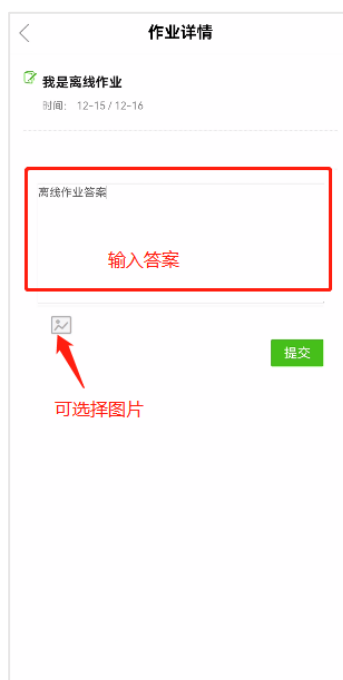 作业详情
我是离线作业
时间: 12-15 / 12-16
离线作业答案
输入答案
提交
可选择图片